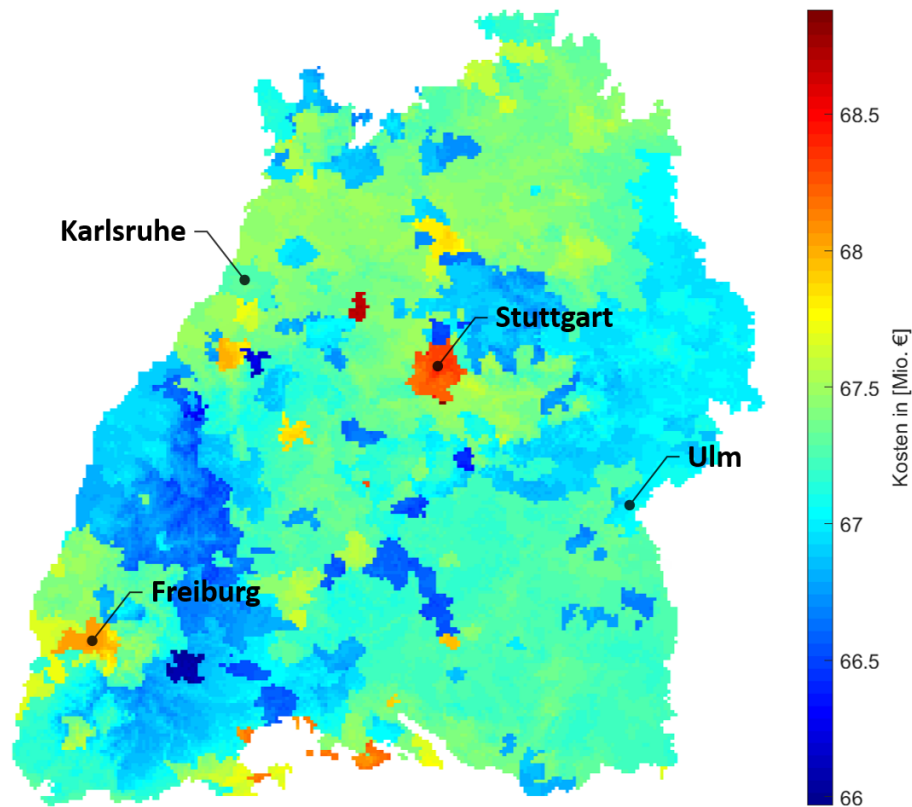 68.5
Karlsruhe
68
Stuttgart
67.5
Kosten in [Mio. €]
Ulm
67
Freiburg
66.5
66